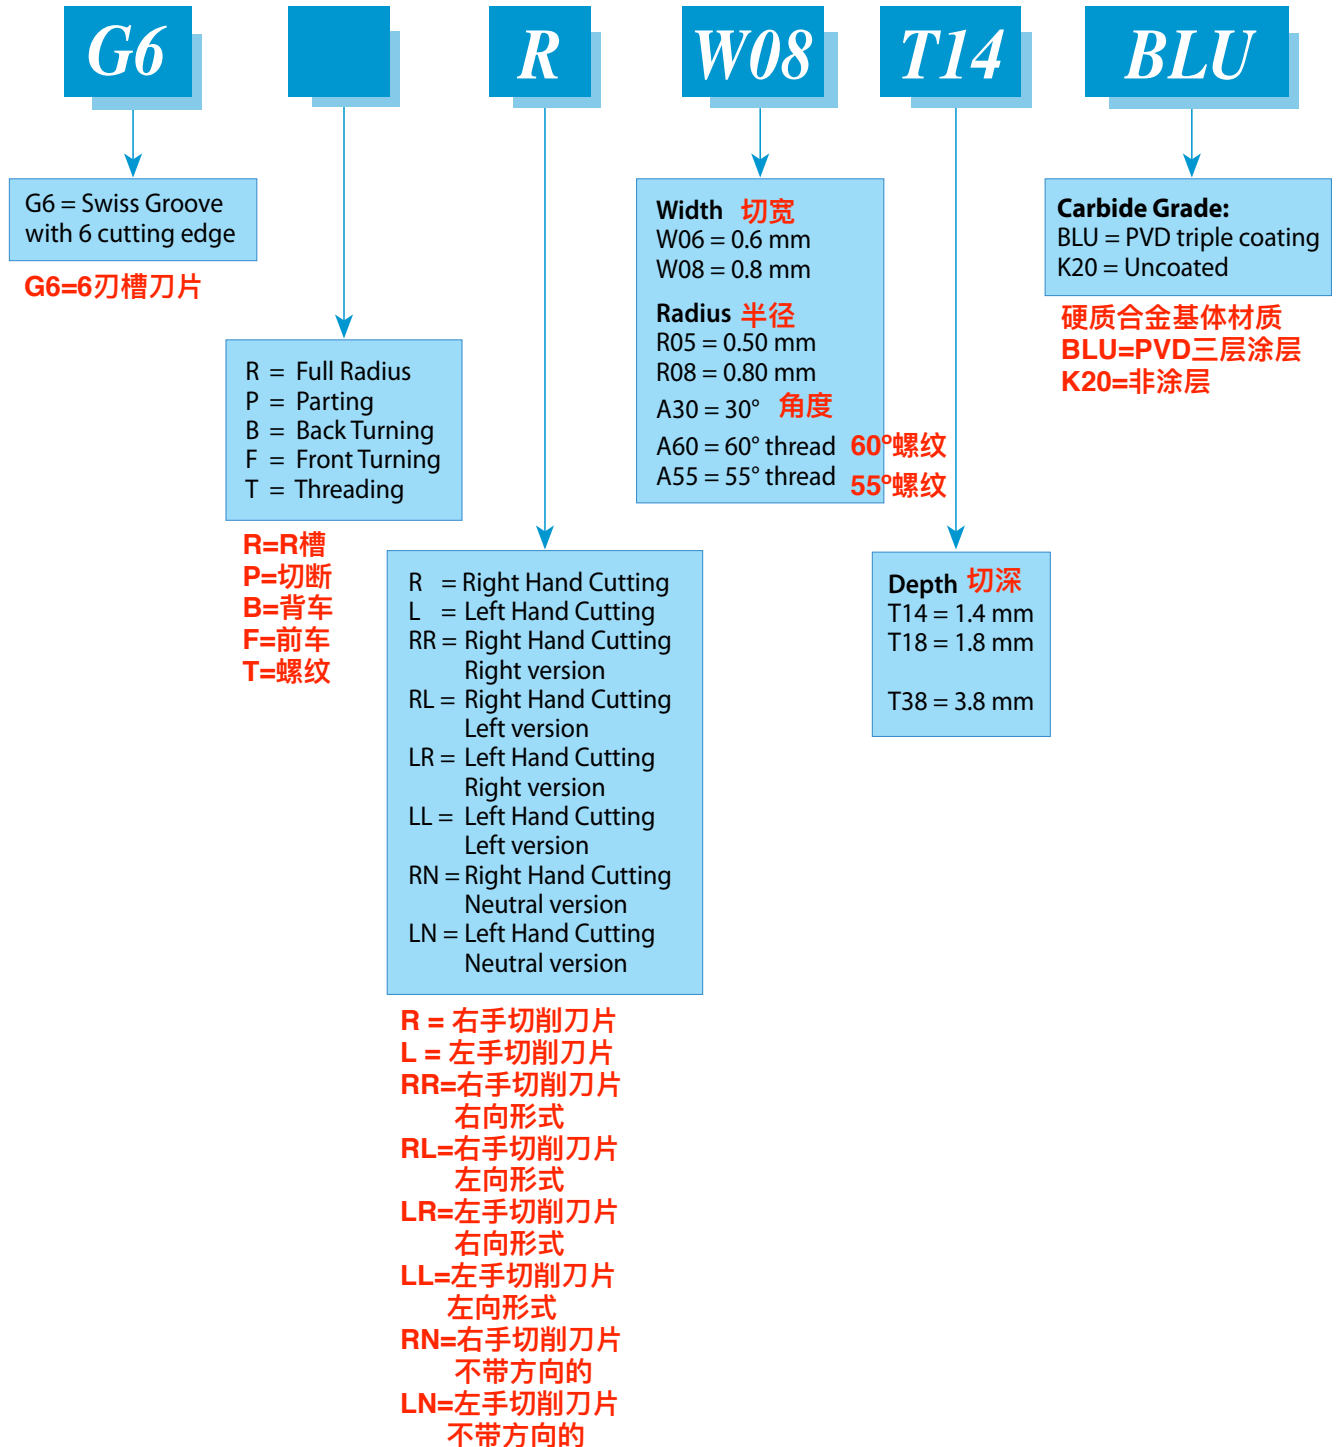 G6 R W08 T14 BLU
G6 = Swiss Groove
with 6 cutting edge
G6=6刃槽刀片
R = Full Radius
P = Parting
B = Back Turning
F = Front Turning
T = Threading
R=R槽
P=切断
B=背车
F=前车
T=螺纹
R = Right Hand Cutting
L = Left Hand Cutting
RR = Right Hand Cutting
Right version
RL = Right Hand Cutting
Left version
LR = Left Hand Cutting
Right version
LL = Left Hand Cutting
Left version
RN = Right Hand Cutting
Neutral version
LN = Left Hand Cutting
Neutral version
R = 右手切削刀片
L = 左手切削刀片
RR=右手切削刀片
右向形式
RL=右手切削刀片
左向形式
LR=左手切削刀片
右向形式
LL=左手切削刀片
左向形式
RN=右手切削刀片
不带方向的
LN=左手切削刀片
不带方向的
Width 切宽
W06 = 0.6 mm
W08 = 0.8 mm
Radius 半径
R05 = 0.50 mm
R08 = 0.80 mm
A30 = 30° 角度
A60 = 60° thread 60°螺纹
A55 = 55° thread 55°螺纹
Depth 切深
T14 = 1.4 mm
T18 = 1.8 mm
T38 = 3.8 mm
Carbide Grade:
BLU = PVD triple coating
K20 = Uncoated
硬质合金基体材质
BLU=PVD三层涂层
K20=非涂层